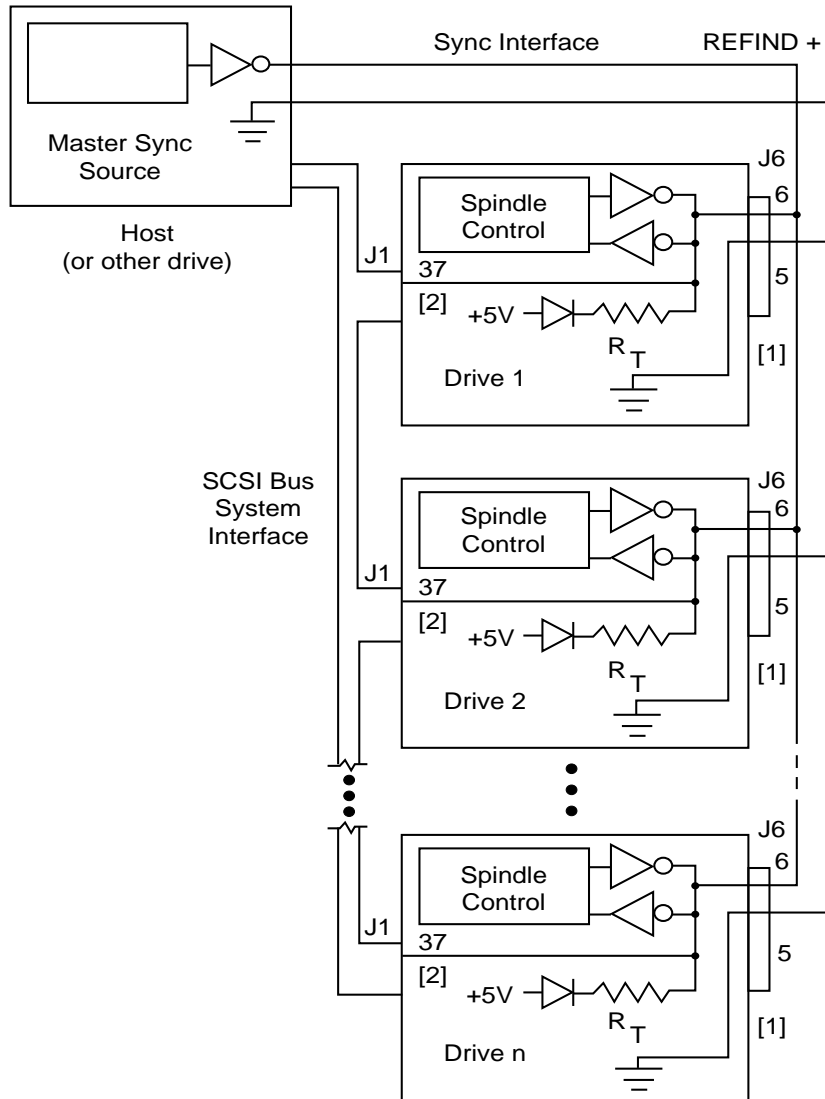 Sync Interface
REFIND +
Master Sync
Source
Host
(or other drive)
J6
6
Spindle
Control
J1
37
5
[2]
+5V
R T
[1]
Drive 1
SCSI Bus
System
Interface
J6
6
Spindle
Control
J1
37
5
[2]
+5V
R T
[1]
Drive 2
J6
6
Spindle
Control
J1
37
5
[2]
+5V
R T
[1]
Drive n